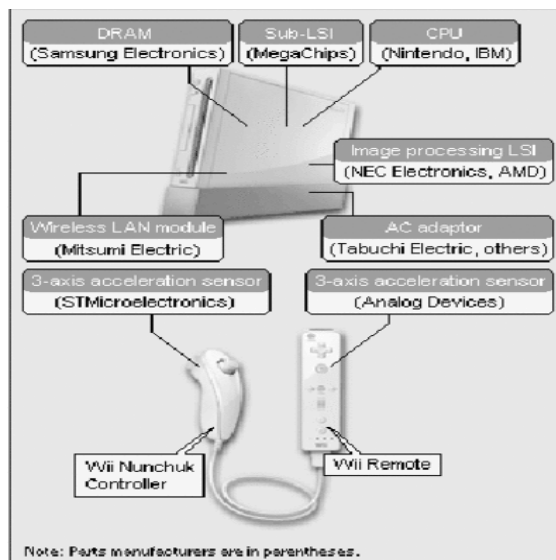 DRAM
(Samsung Electronics)
Sub-LSI
(MegaChips)
CPU
(Nintendo, IBM)
Image processing LSI
(NEC Electronics, AMD)
Wireless LAN module
(Mitsumi Electric)
AC adaptor
(Tabuchi Electric, others)
3-axis acceleration sensor
(STMicroelectronics)
3-axis acceleration sensor
(Analog Devices)
Wii Nunchuk
Controller
Wii Remote
Note: Parts manufacturers are in parentheses.